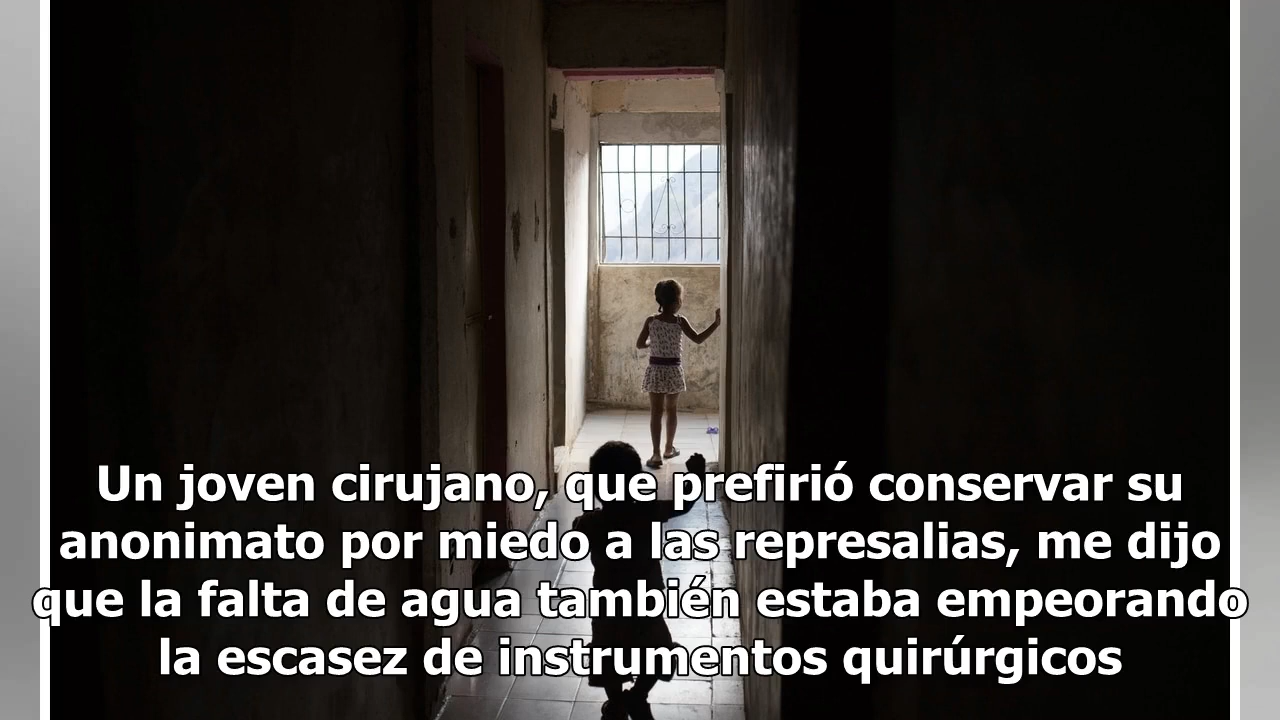 Un joven cirujano, que prefirió conservar su
anonimato por miedo a las represalias, me dijo
que la falta de agua también estaba empeorando
la escasez de instrumentos quirúrgicos